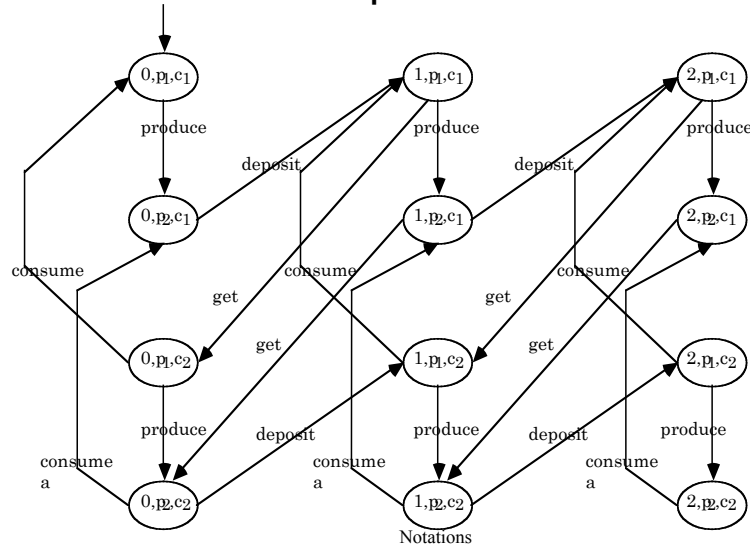 0,p1,c1 1,p1,c1 2,p1,c1
produce produce produce
deposit deposit
0,p2,c1 1,p2,c1 2,p2,c1
consume consume consume
get get
get get
0,p1,c2 1,p1,c2 2,p1,c2
produce produce produce
deposit deposit
consume consume consume
a a a
0,p2,c2 1,p2,c2 2,p2,c2
Notations